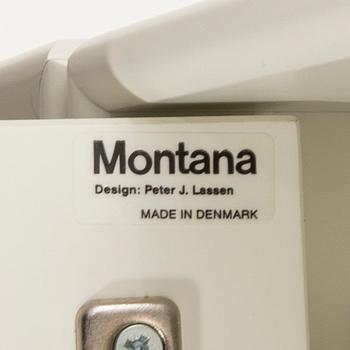 Montana
Design: Peter J. Lassen
MADE IN DENMARK